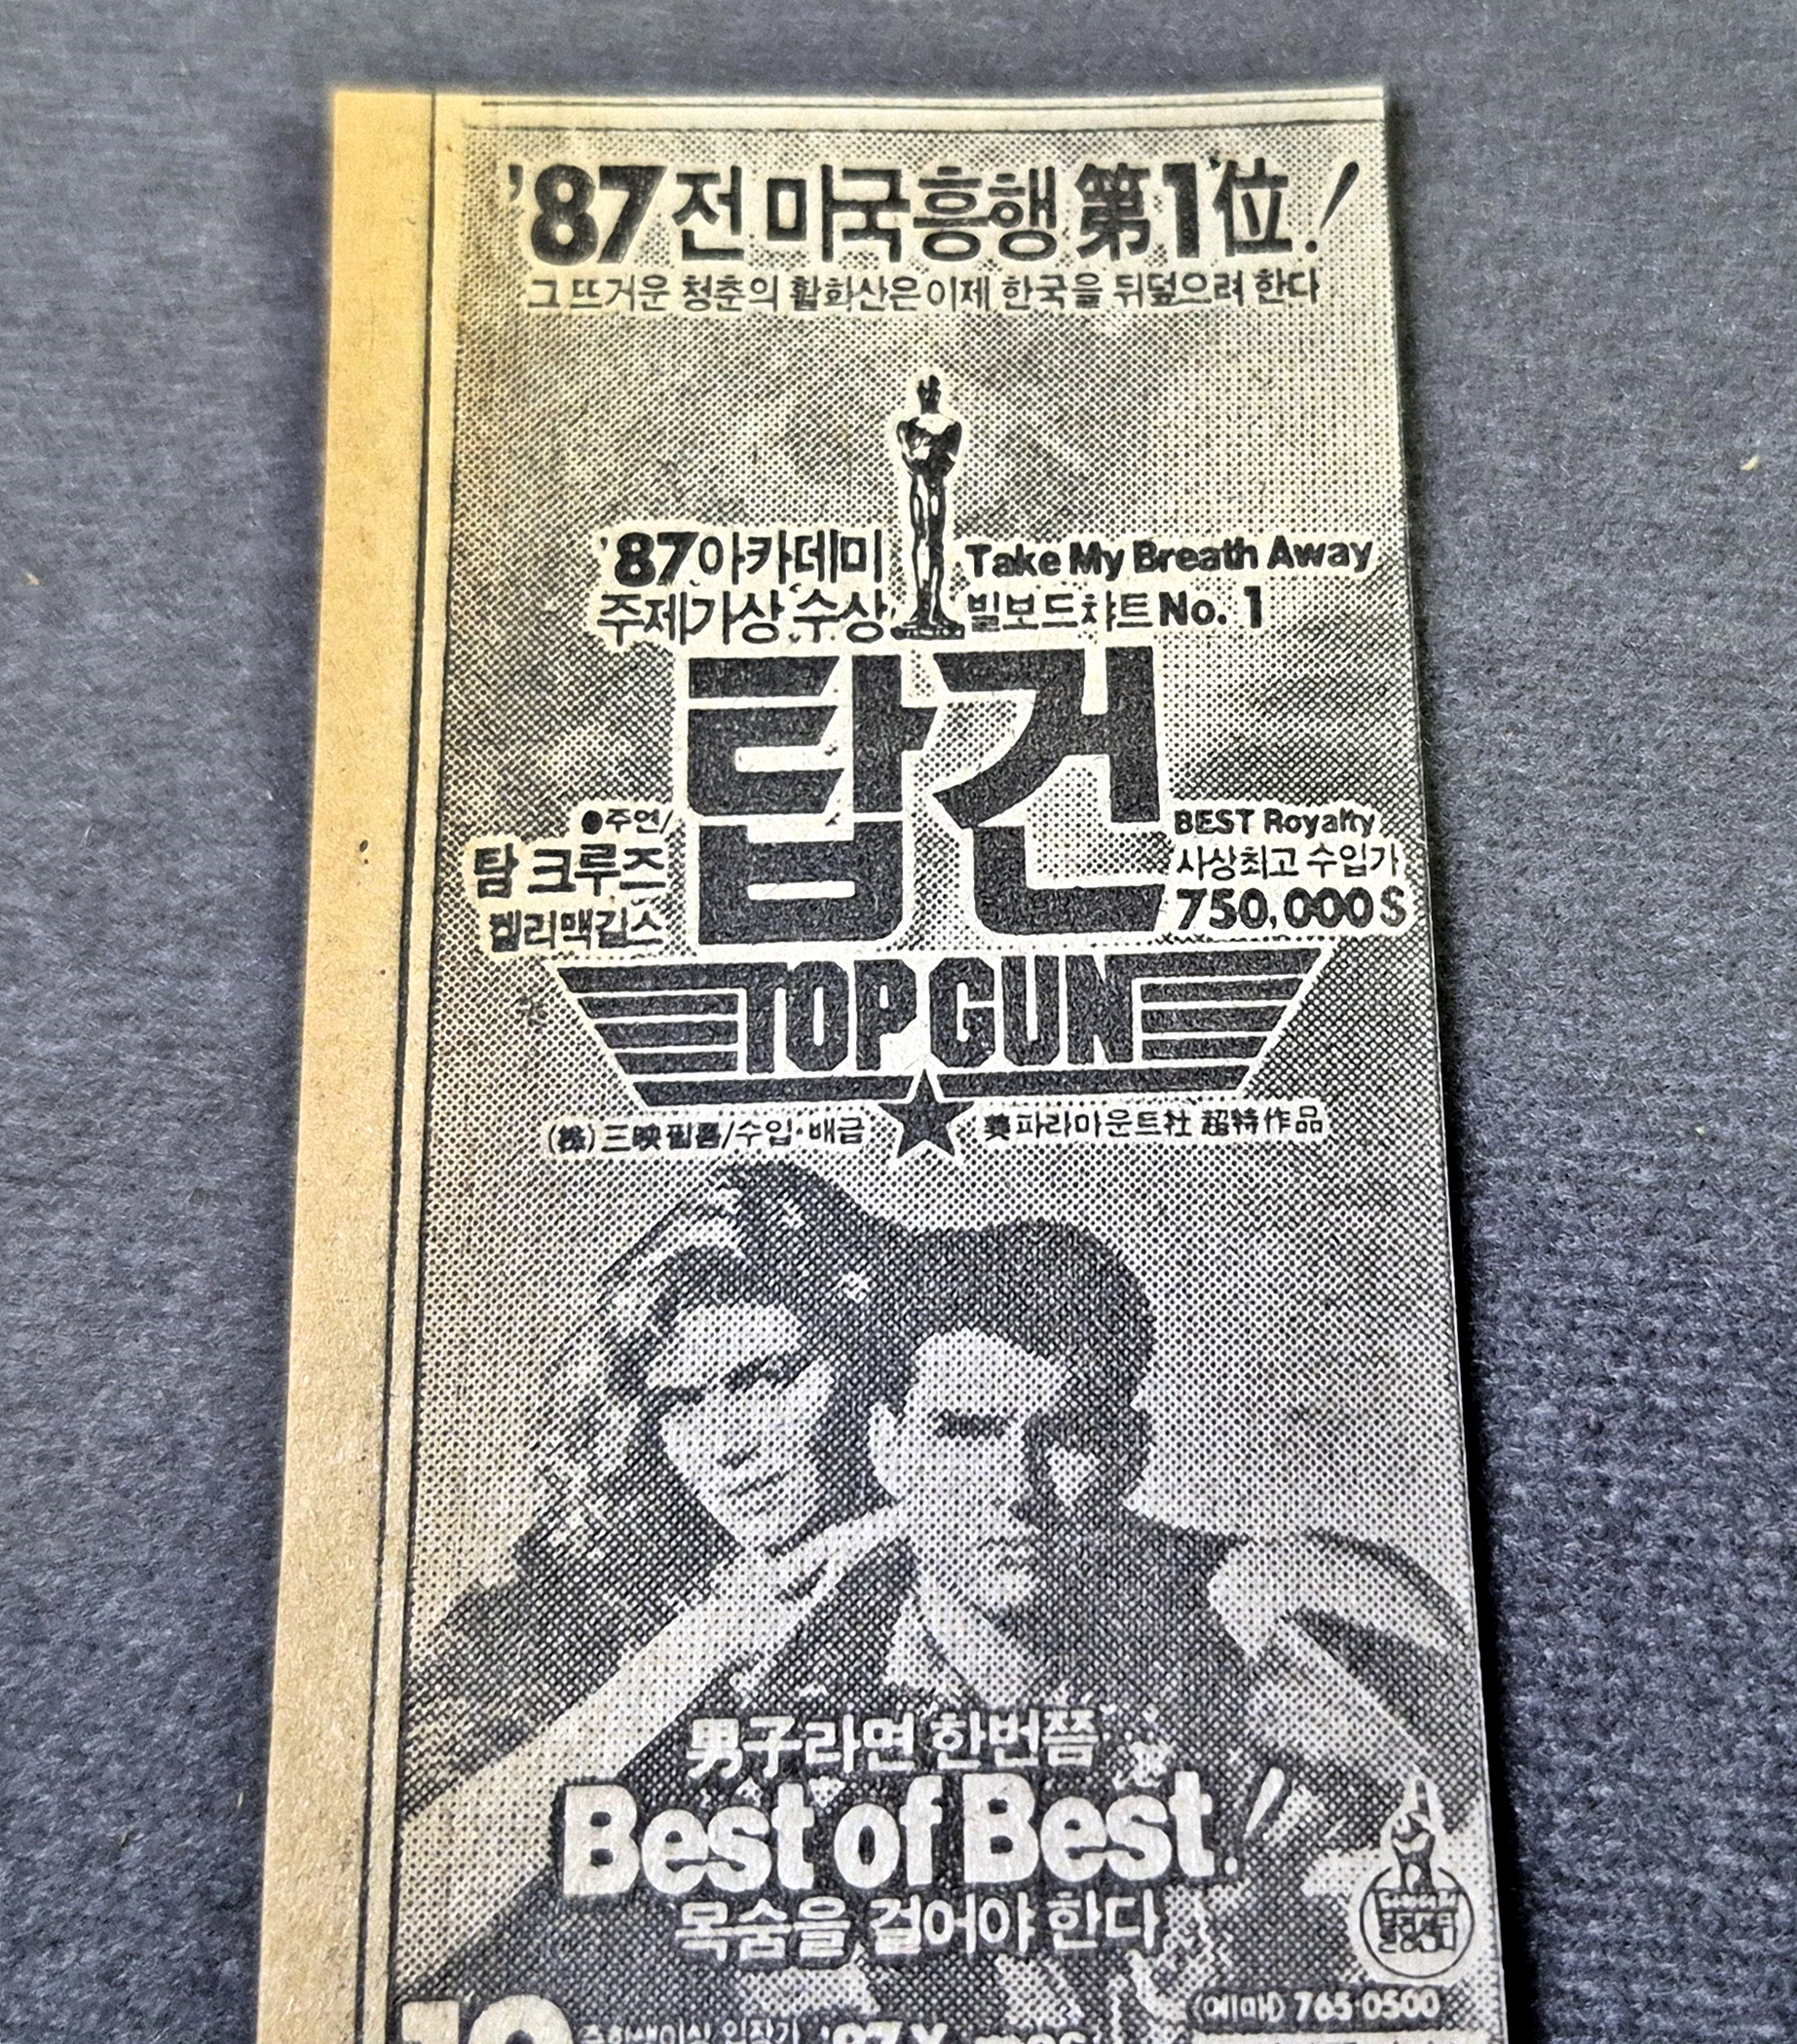 '87 전미국흥행 第1位!
그 뜨거운 청춘의 활화산은 이제 한국을 뒤덮으려 한다
'87아카데미
주제가상 수상
Take My Breath Away
빌보드챠트 No. 1
탑건
●주연/
탐 크루즈
켈리맥길스
BEST Royalty
사상최고 수입가
750,000$
TOP GUN
(株)三映필름/수입·배급
美파라마운트社 超特作品
男子라면 한번쯤
Best of Best!
목숨을 걸어야 한다
(예매) 765-0500
'87 X-mas